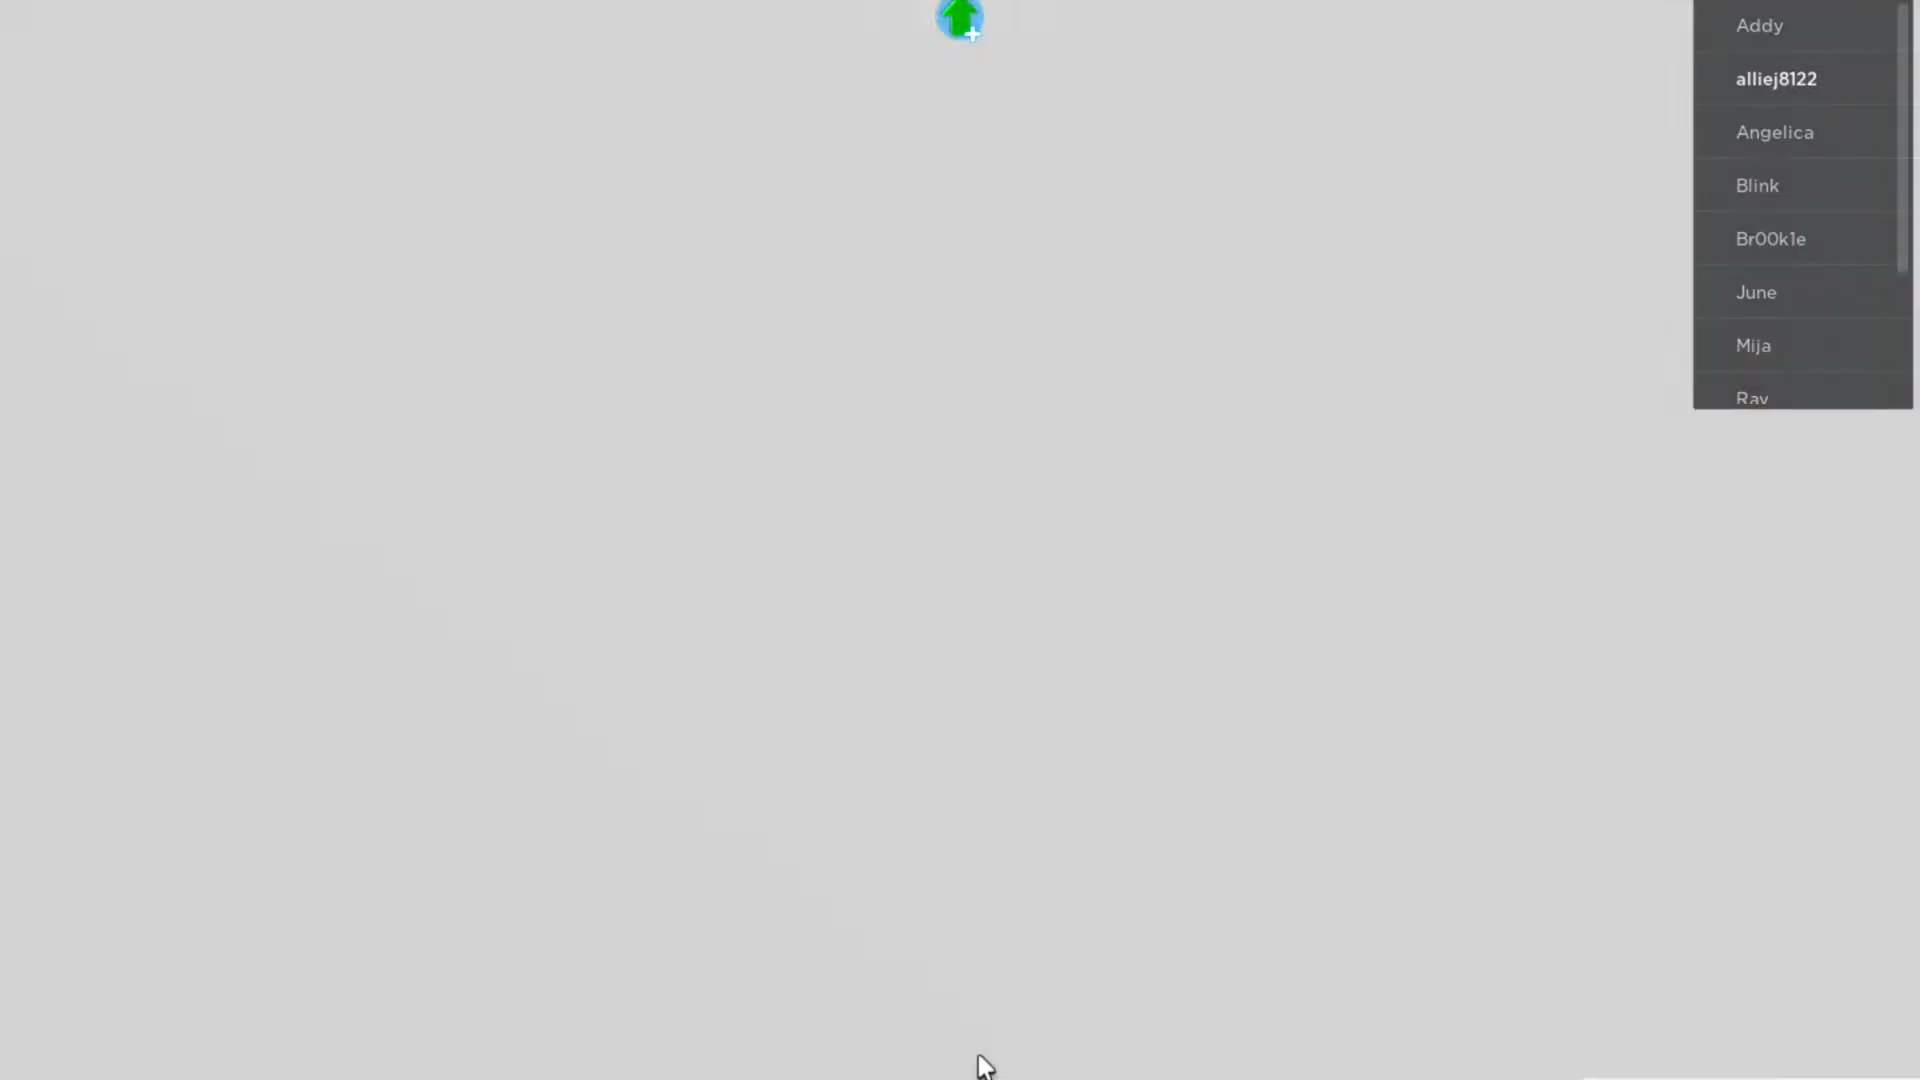 Addy
alliej8122
Angelica
Blink
Br00k1e
June
Mija
Ray